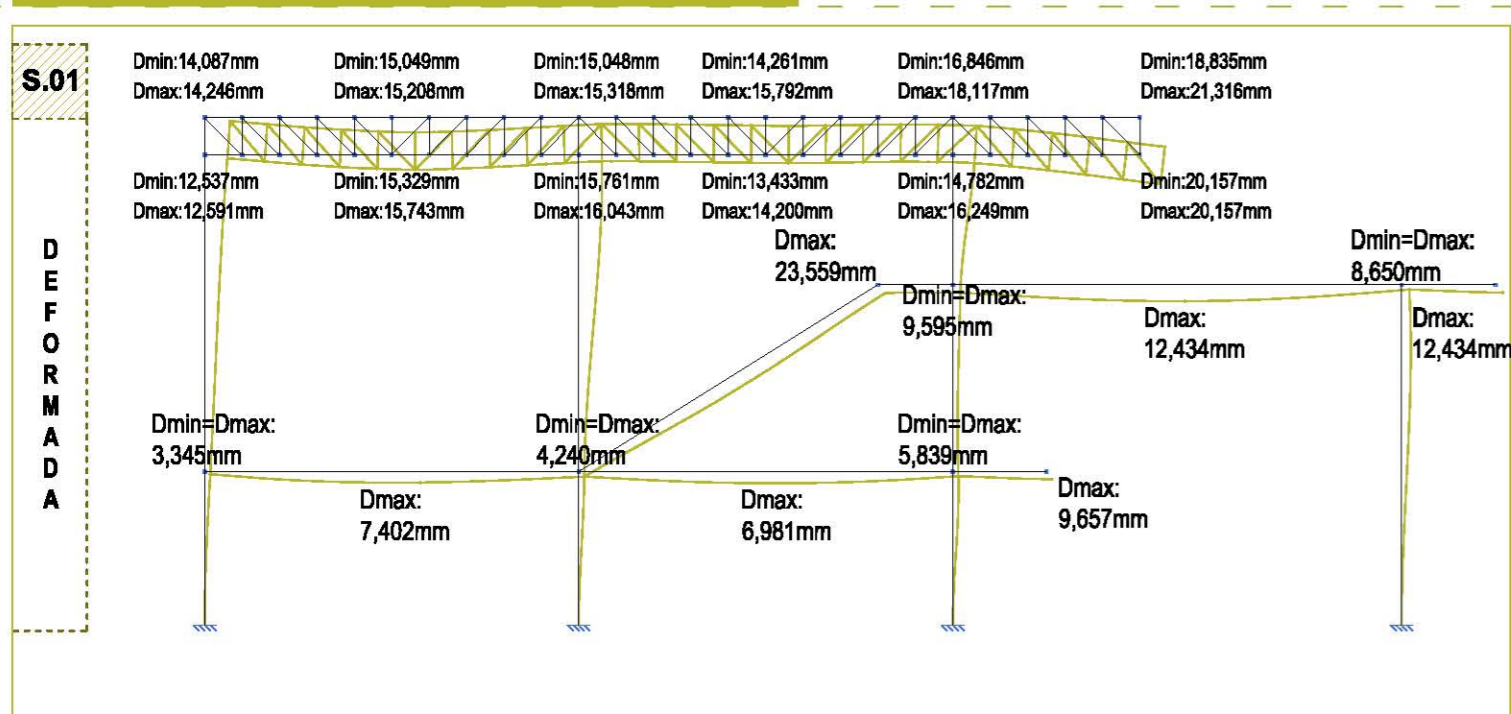 S.01
DEFORMADA
Dmin:14,087mm
Dmax:14,246mm
Dmin:15,049mm
Dmax:15,208mm
Dmin:15,048mm
Dmax:15,318mm
Dmin:14,261mm
Dmax:15,792mm
Dmin:16,846mm
Dmax:18,117mm
Dmin:18,835mm
Dmax:21,316mm
Dmin:12,537mm
Dmax:12,591mm
Dmin:15,329mm
Dmax:15,743mm
Dmin:15,761mm
Dmax:16,043mm
Dmin:13,433mm
Dmax:14,200mm
Dmin:14,782mm
Dmax:16,249mm
Dmin:20,157mm
Dmax:20,157mm
Dmax:
23,559mm
Dmin=Dmax:
9,595mm
Dmax:
12,434mm
Dmin=Dmax:
8,650mm
Dmax:
12,434mm
Dmin=Dmax:
3,345mm
Dmin=Dmax:
4,240mm
Dmin=Dmax:
5,839mm
Dmax:
7,402mm
Dmax:
6,981mm
Dmax:
9,657mm